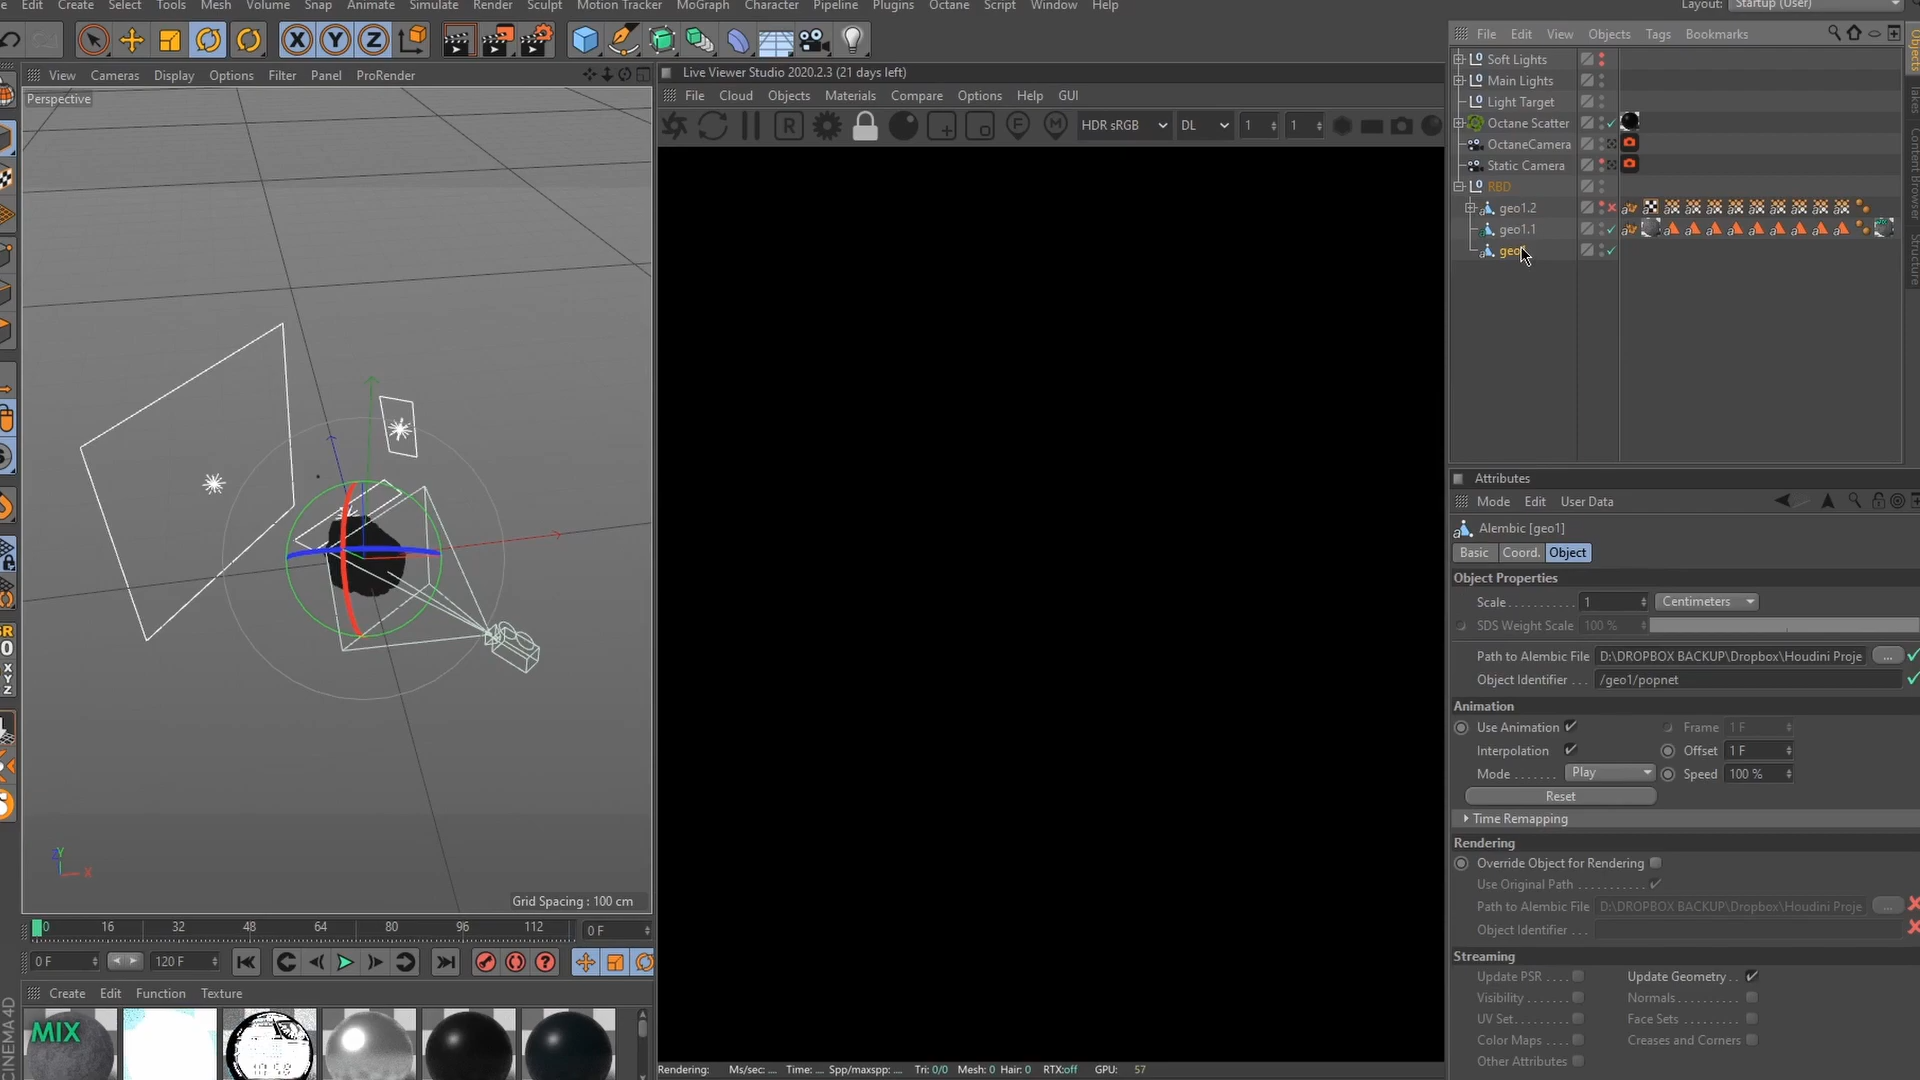 Edit Create Select Tools Mesh Volume Snap Animate Simulate Render Sculpt Motion Tracker MoGraph Character Pipeline Plugins Octane Script Window Help
Layout: Startup (User)
X Y Z
File Edit View Objects Tags Bookmarks
View Cameras Display Options Filter Panel ProRender
Perspective
Live Viewer Studio 2020.2.3 (21 days left)
File Cloud Objects Materials Compare Options Help GUI
HDR sRGB DL 1 1
Soft Lights
Main Lights
Light Target
Octane Scatter
OctaneCamera
Static Camera
RBD
geo1.2
geo1.1
geo
Objects
Takes
Content Browser
Structure
Attributes
Mode Edit User Data
Alembic [geo1]
Basic Coord. Object
Object Properties
Scale 1 Centimeters
SDS Weight Scale 100 %
Path to Alembic File D:\DROPBOX BACKUP\Dropbox\Houdini Proje ...
Object Identifier /geo1/popnet
Animation
Use Animation Frame 1 F
Interpolation Offset 1 F
Mode Play Speed 100 %
Reset
Time Remapping
Rendering
Override Object for Rendering
Use Original Path
Path to Alembic File D:\DROPBOX BACKUP\Dropbox\Houdini Proje ...
Object Identifier
Streaming
Update PSR Update Geometry
Visibility Normals
UV Set Face Sets
Color Maps Creases and Corners
Other Attributes
Y X
Grid Spacing : 100 cm
0 16 32 48 64 80 96 112 0 F
0 F 120 F
Create Edit Function Texture
MIX
CINEMA4D
Rendering: Ms/sec: Time: Spp/maxspp: Tri: 0/0 Mesh: 0 Hair: 0 RTX:off GPU: 57